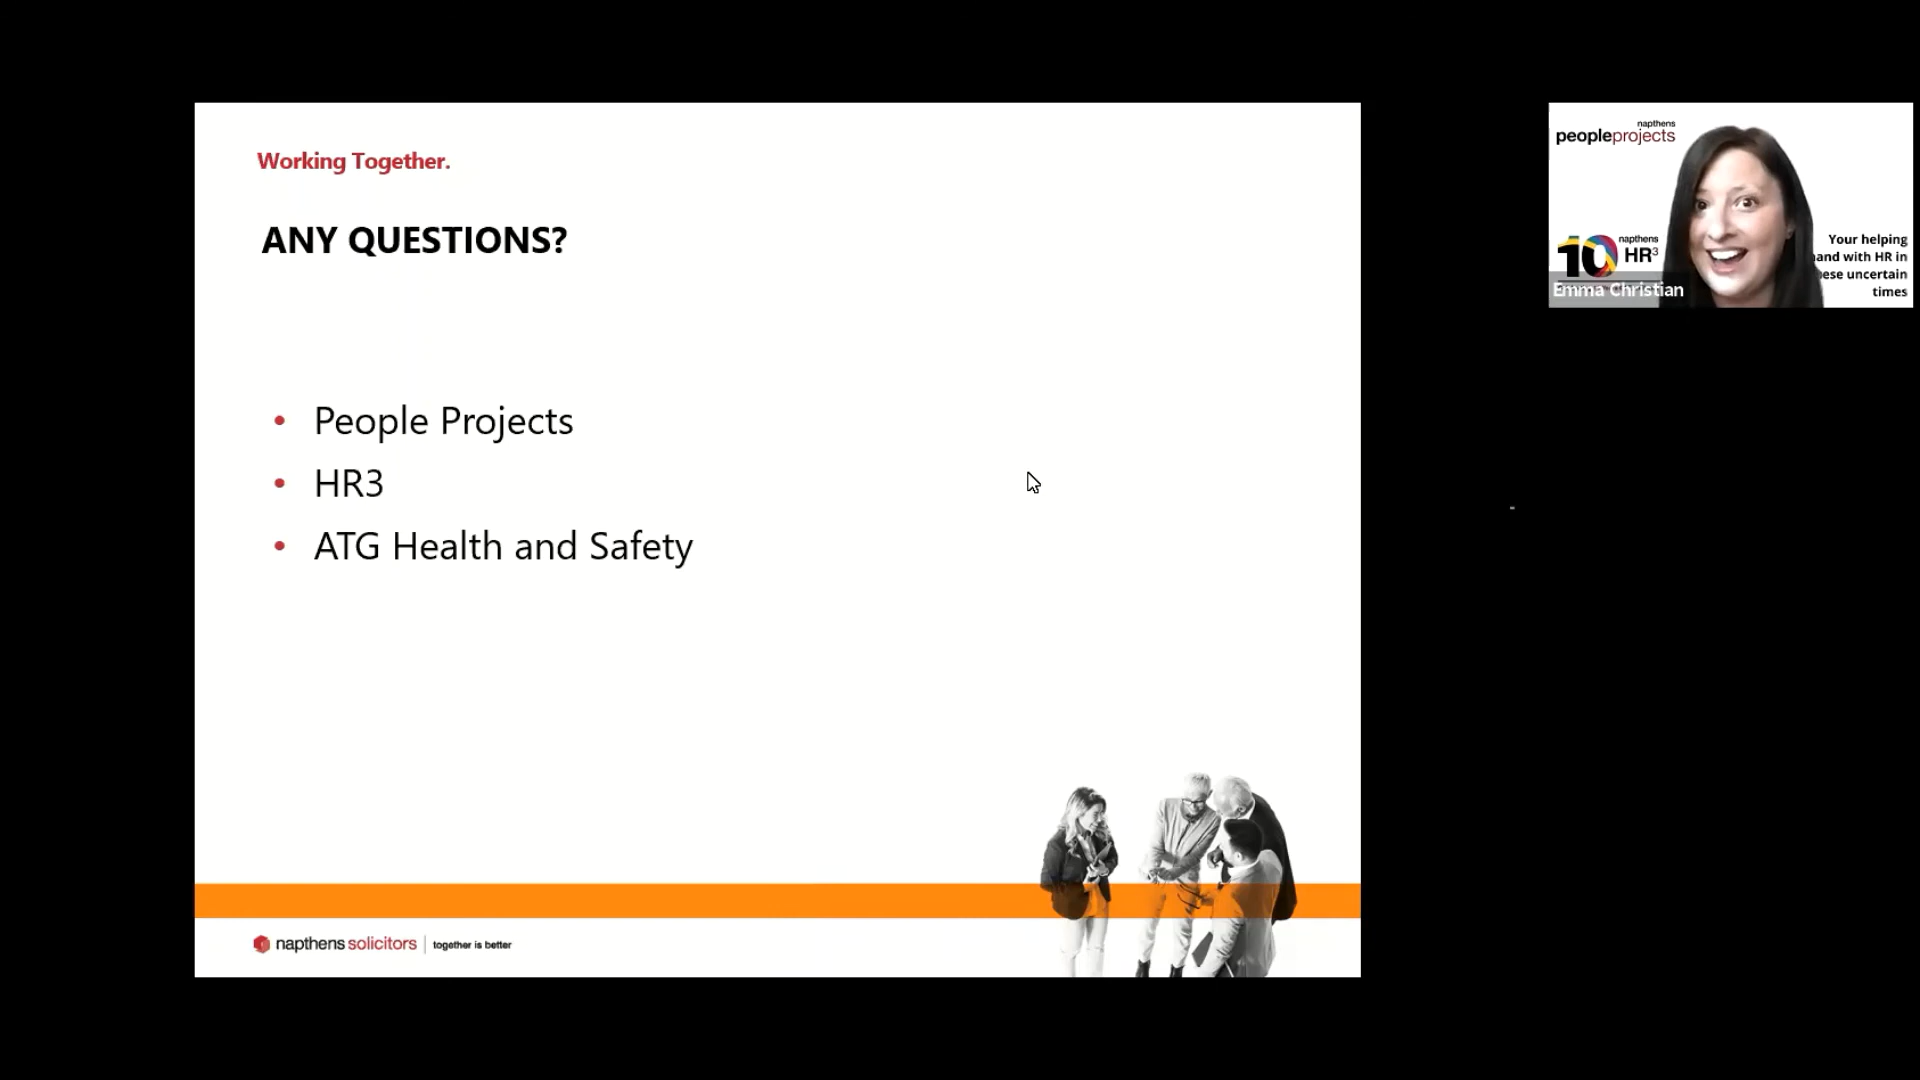 Working Together.
ANY QUESTIONS?
• People Projects
• HR3
• ATG Health and Safety
napthens solicitors | together is better
napthens
peopleprojects
10 napthens
HR³
Your helping
and with HR in
ese uncertain
times
Emma Christian